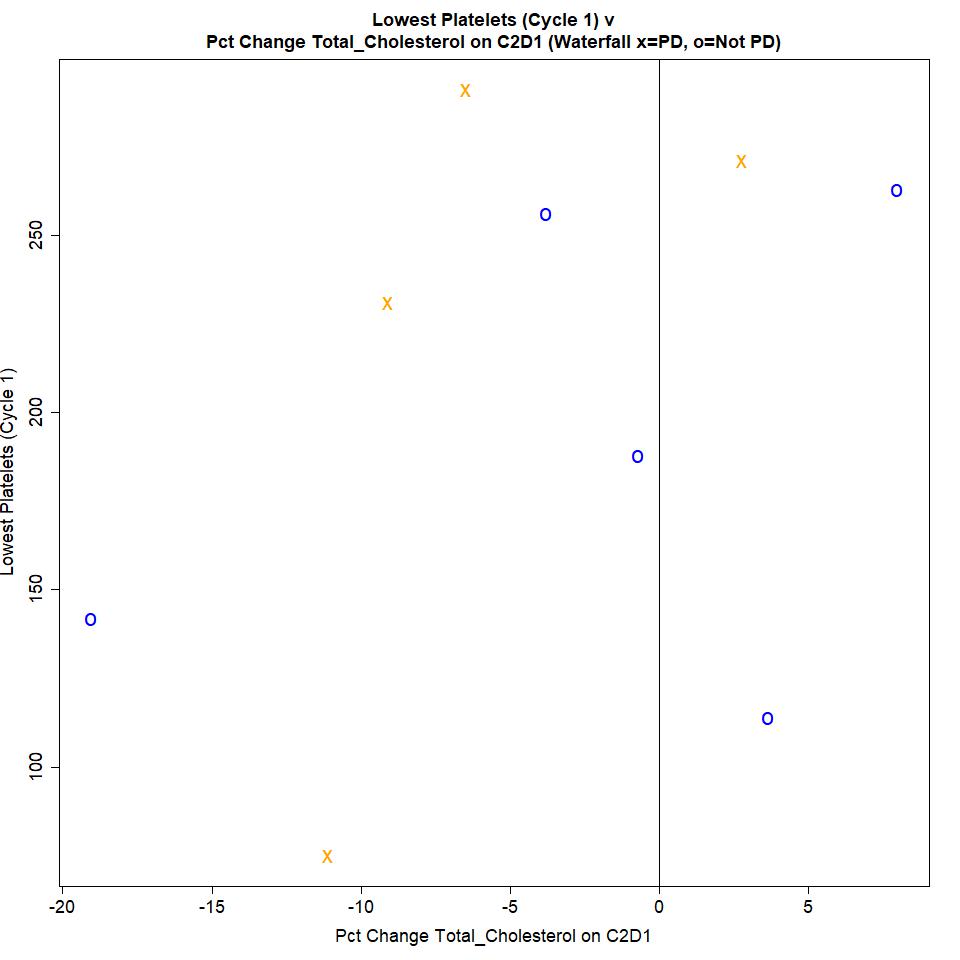 Lowest Platelets (Cycle 1) v
Pct Change Total_Cholesterol on C2D1 (Waterfall x=PD, o=Not PD)
X
X
O
O
250
X
Lowest Platelets (Cycle 1)
200
O
150
O
O
100
X
-20 -15 -10 -5 0 5
Pct Change Total_Cholesterol on C2D1